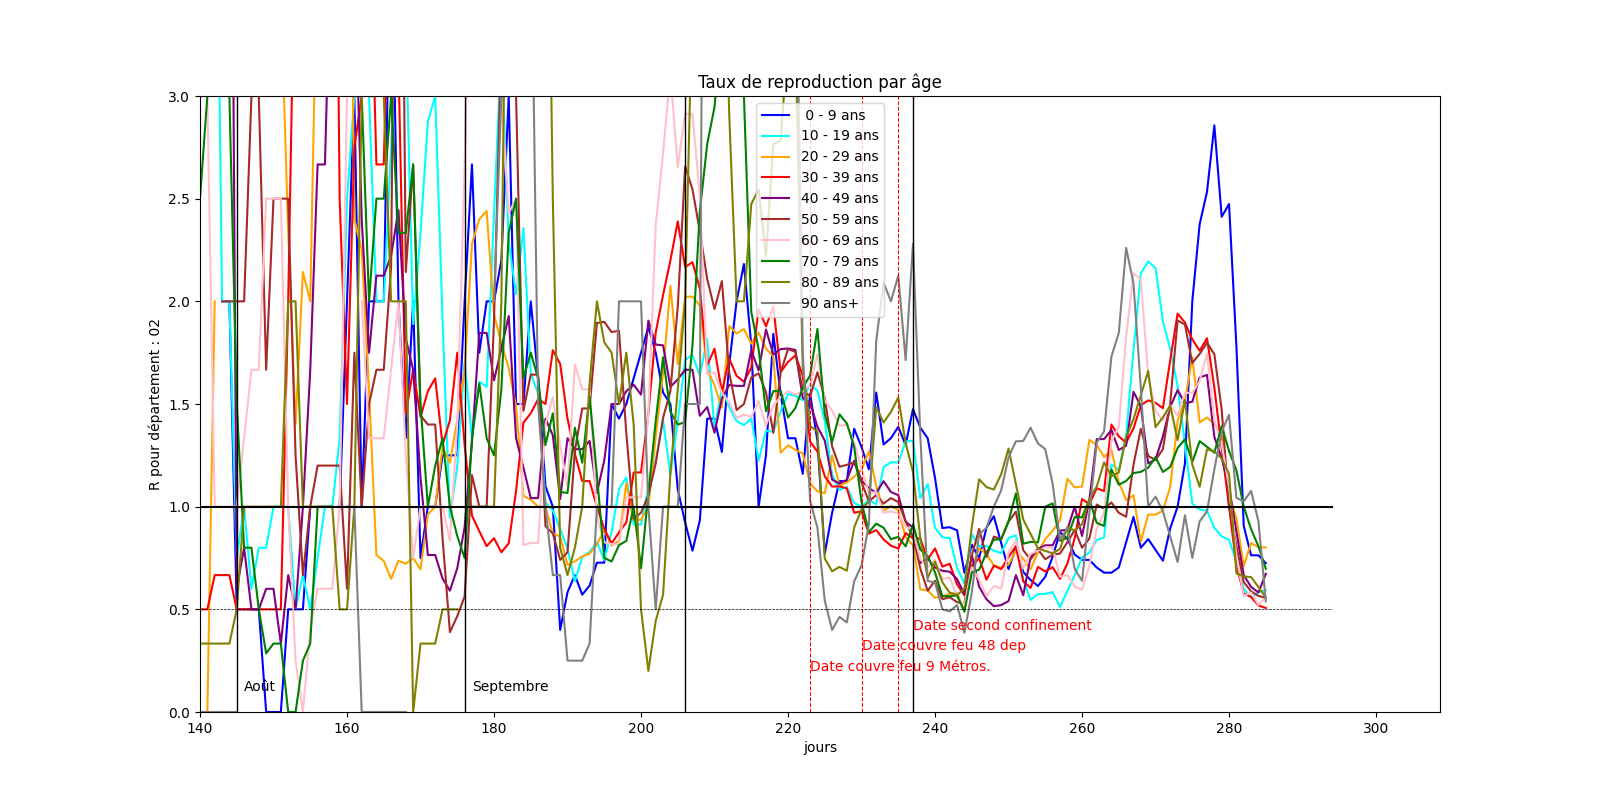 Taux de reproduction par âge
3.0
2.5
2.0
1.5
1.0
0.5
0.0
R pour département : 02
0 - 9 ans
10 - 19 ans
20 - 29 ans
30 - 39 ans
40 - 49 ans
50 - 59 ans
60 - 69 ans
70 - 79 ans
80 - 89 ans
90 ans+
Date second confinement
Date couvre feu 48 dep
Date couvre feu 9 Métros.
Août
Septembre
140 160 180 200 220 240 260 280 300
jours